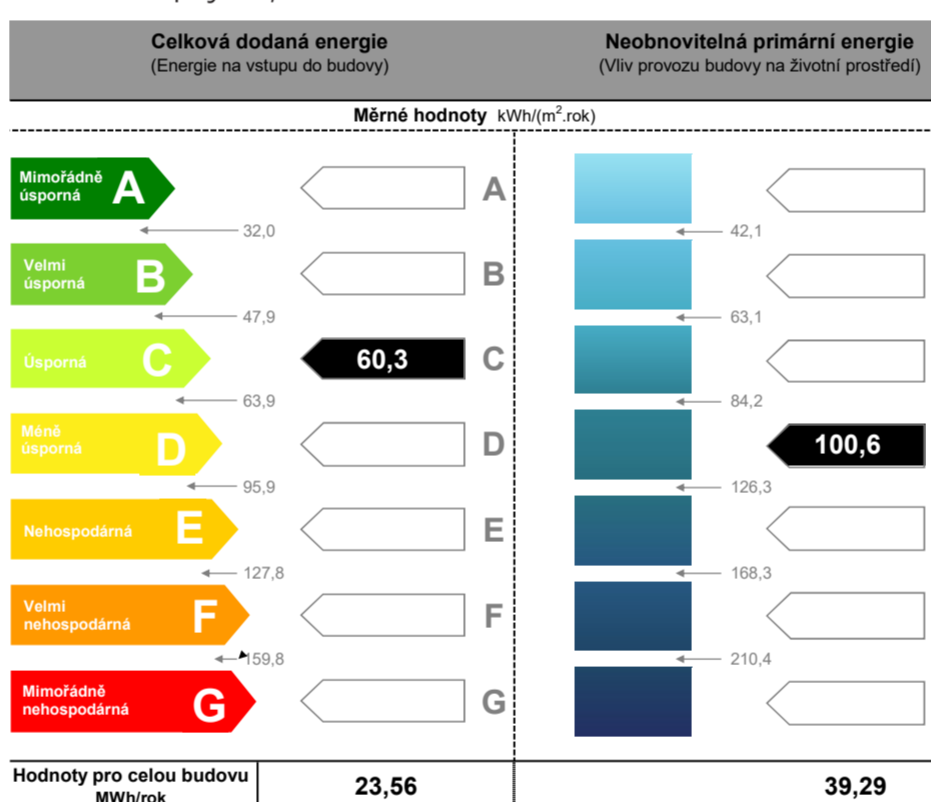 Celková dodaná energie
(Energie na vstupu do budovy)
Neobnovitelná primární energie
(Vliv provozu budovy na životní prostředí)
Měrné hodnoty kWh/(m².rok)
Mimořádně
úsporná
A
A
32,0
42,1
Velmi
úsporná
B
B
47,9
63,1
Úsporná
C
60,3
C
63,9
84,2
Méně
úsporná
D
D
100,6
95,9
126,3
Nehospodárná
E
E
127,8
168,3
Velmi
nehospodárná
F
F
159,8
210,4
Mimořádně
nehospodárná
G
G
Hodnoty pro celou budovu
MWh/rok
23,56
39,29